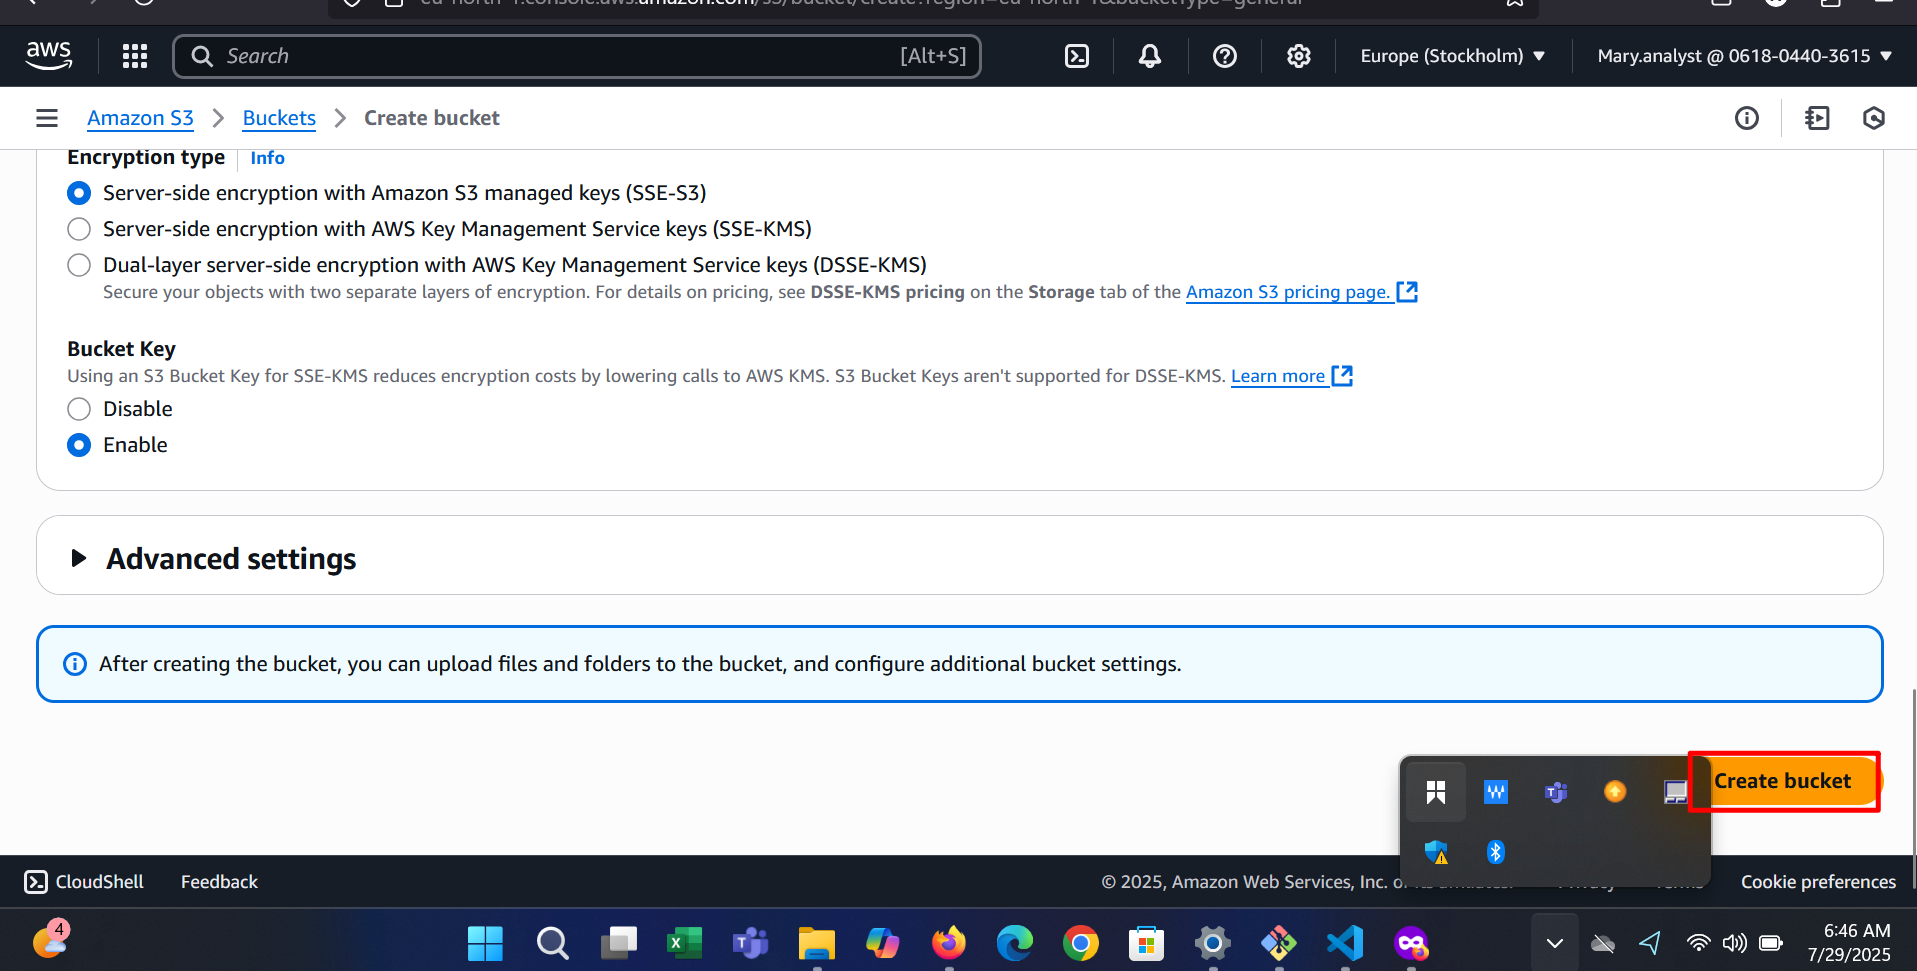 eu-north-1.console.aws.amazon.com/s3/bucket/create?region=eu-north-1&bucketType=general
aws
Search
[Alt+S]
Europe (Stockholm)
Mary.analyst @ 0618-0440-3615
Amazon S3
Buckets
Create bucket
Encryption type
Info
Server-side encryption with Amazon S3 managed keys (SSE-S3)
Server-side encryption with AWS Key Management Service keys (SSE-KMS)
Dual-layer server-side encryption with AWS Key Management Service keys (DSSE-KMS)
Secure your objects with two separate layers of encryption. For details on pricing, see DSSE-KMS pricing on the Storage tab of the Amazon S3 pricing page.
Bucket Key
Using an S3 Bucket Key for SSE-KMS reduces encryption costs by lowering calls to AWS KMS. S3 Bucket Keys aren't supported for DSSE-KMS. Learn more
Disable
Enable
Advanced settings
After creating the bucket, you can upload files and folders to the bucket, and configure additional bucket settings.
Create bucket
CloudShell
Feedback
© 2025, Amazon Web Services, Inc. or its affiliates.
Privacy
Terms
Cookie preferences
4
6:46 AM
7/29/2025